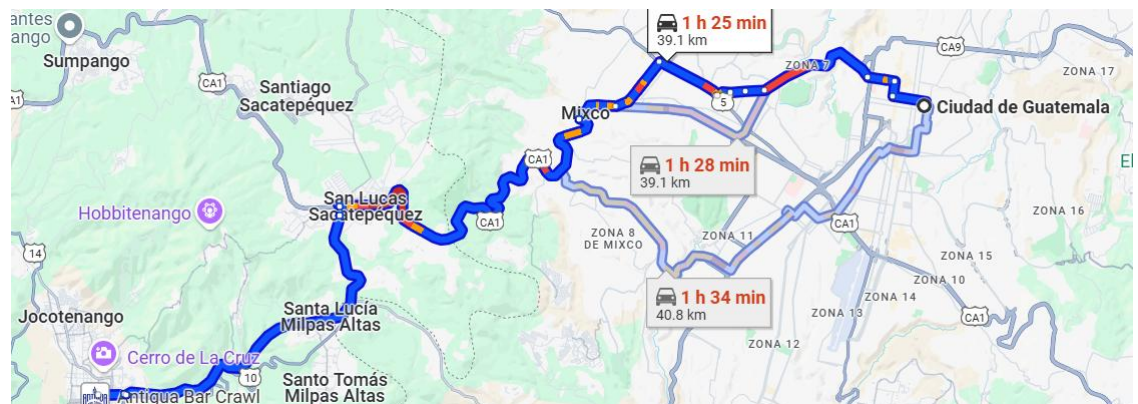 antes
ango
Sumpango
CA1
A1
Santiago
Sacatepéquez
Hobbitenango
14
San Lucas
Sacatepéquez
CA1
CA1
Mixco
1 h 25 min
39.1 km
ZONA 7
CA9
ZONA 17
5
Ciudad de Guatemala
1 h 28 min
39.1 km
El
ZONA 8
DE MIXCO
ZONA 11
CA1
ZONA 16
ZONA 15
ZONA 10
ZONA 14
1 h 34 min
40.8 km
ZONA 13
CA1
ZONA 12
Jocotenango
Santa Lucía
Milpas Altas
Cerro de La Cruz
10
Santo Tomás
Milpas Altas
Antigua Bar Crawl